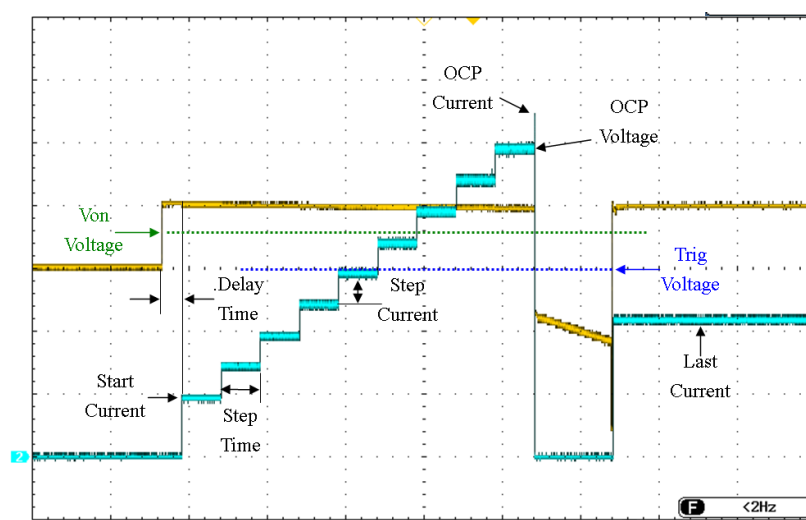 OCP
Current
OCP
Voltage
Von
Voltage
Trig
Voltage
Delay
Time
Step
Current
Start
Current
Step
Time
Last
Current
2
F
<2Hz